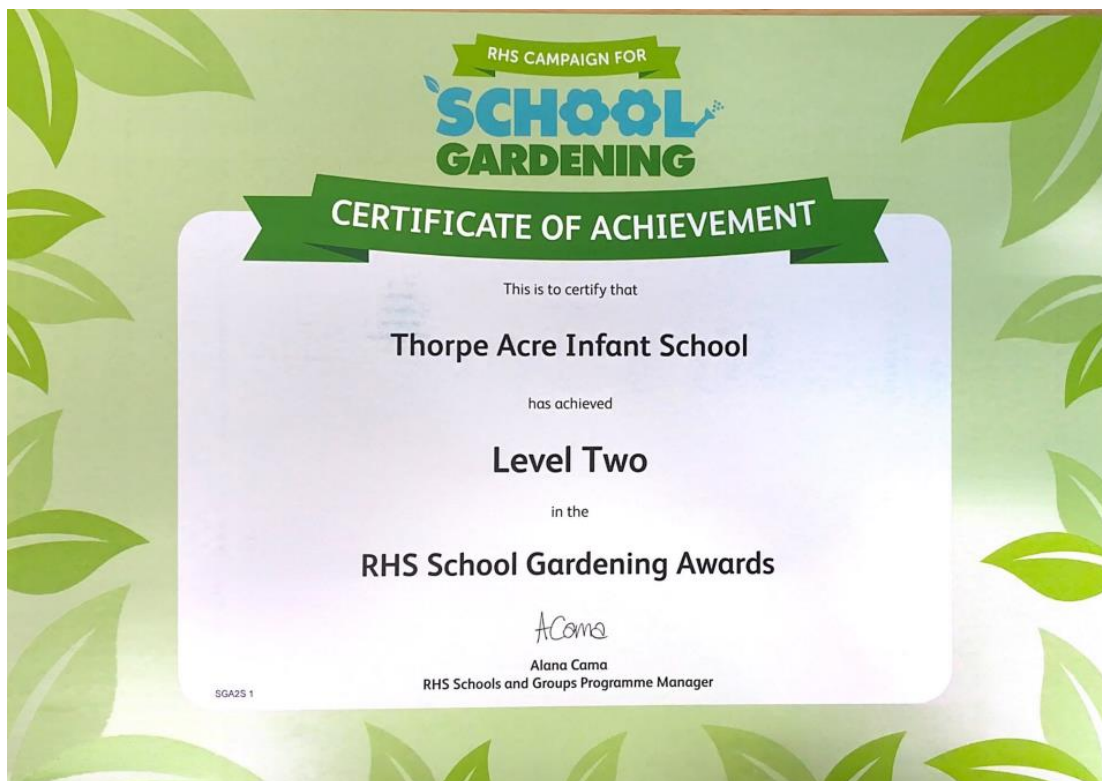 RHS CAMPAIGN FOR
SCHOOL
GARDENING
CERTIFICATE OF ACHIEVEMENT
This is to certify that
Thorpe Acre Infant School
has achieved
Level Two
in the
RHS School Gardening Awards
ACama
Alana Cama
RHS Schools and Groups Programme Manager
SGA2S 1